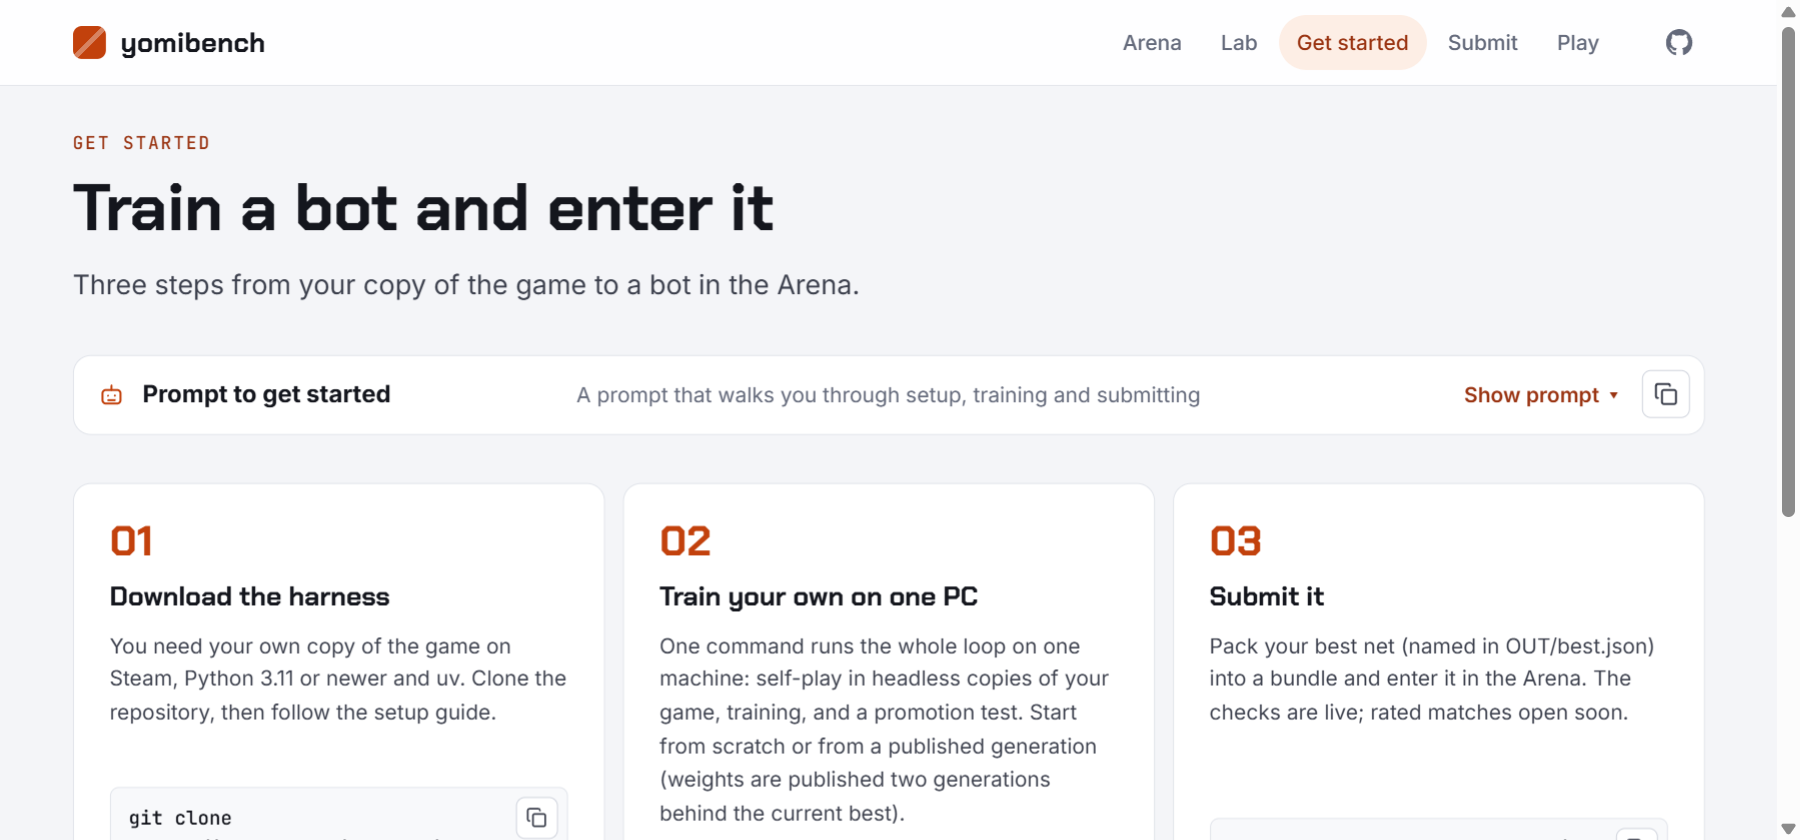 yomibench
Arena
Lab
Get started
Submit
Play
GET STARTED
Train a bot and enter it
Three steps from your copy of the game to a bot in the Arena.
Prompt to get started
A prompt that walks you through setup, training and submitting
Show prompt
01
Download the harness
You need your own copy of the game on
Steam, Python 3.11 or newer and uv. Clone the
repository, then follow the setup guide.
git clone
02
Train your own on one PC
One command runs the whole loop on one
machine: self-play in headless copies of your
game, training, and a promotion test. Start
from scratch or from a published generation
(weights are published two generations
behind the current best).
03
Submit it
Pack your best net (named in OUT/best.json)
into a bundle and enter it in the Arena. The
checks are live; rated matches open soon.